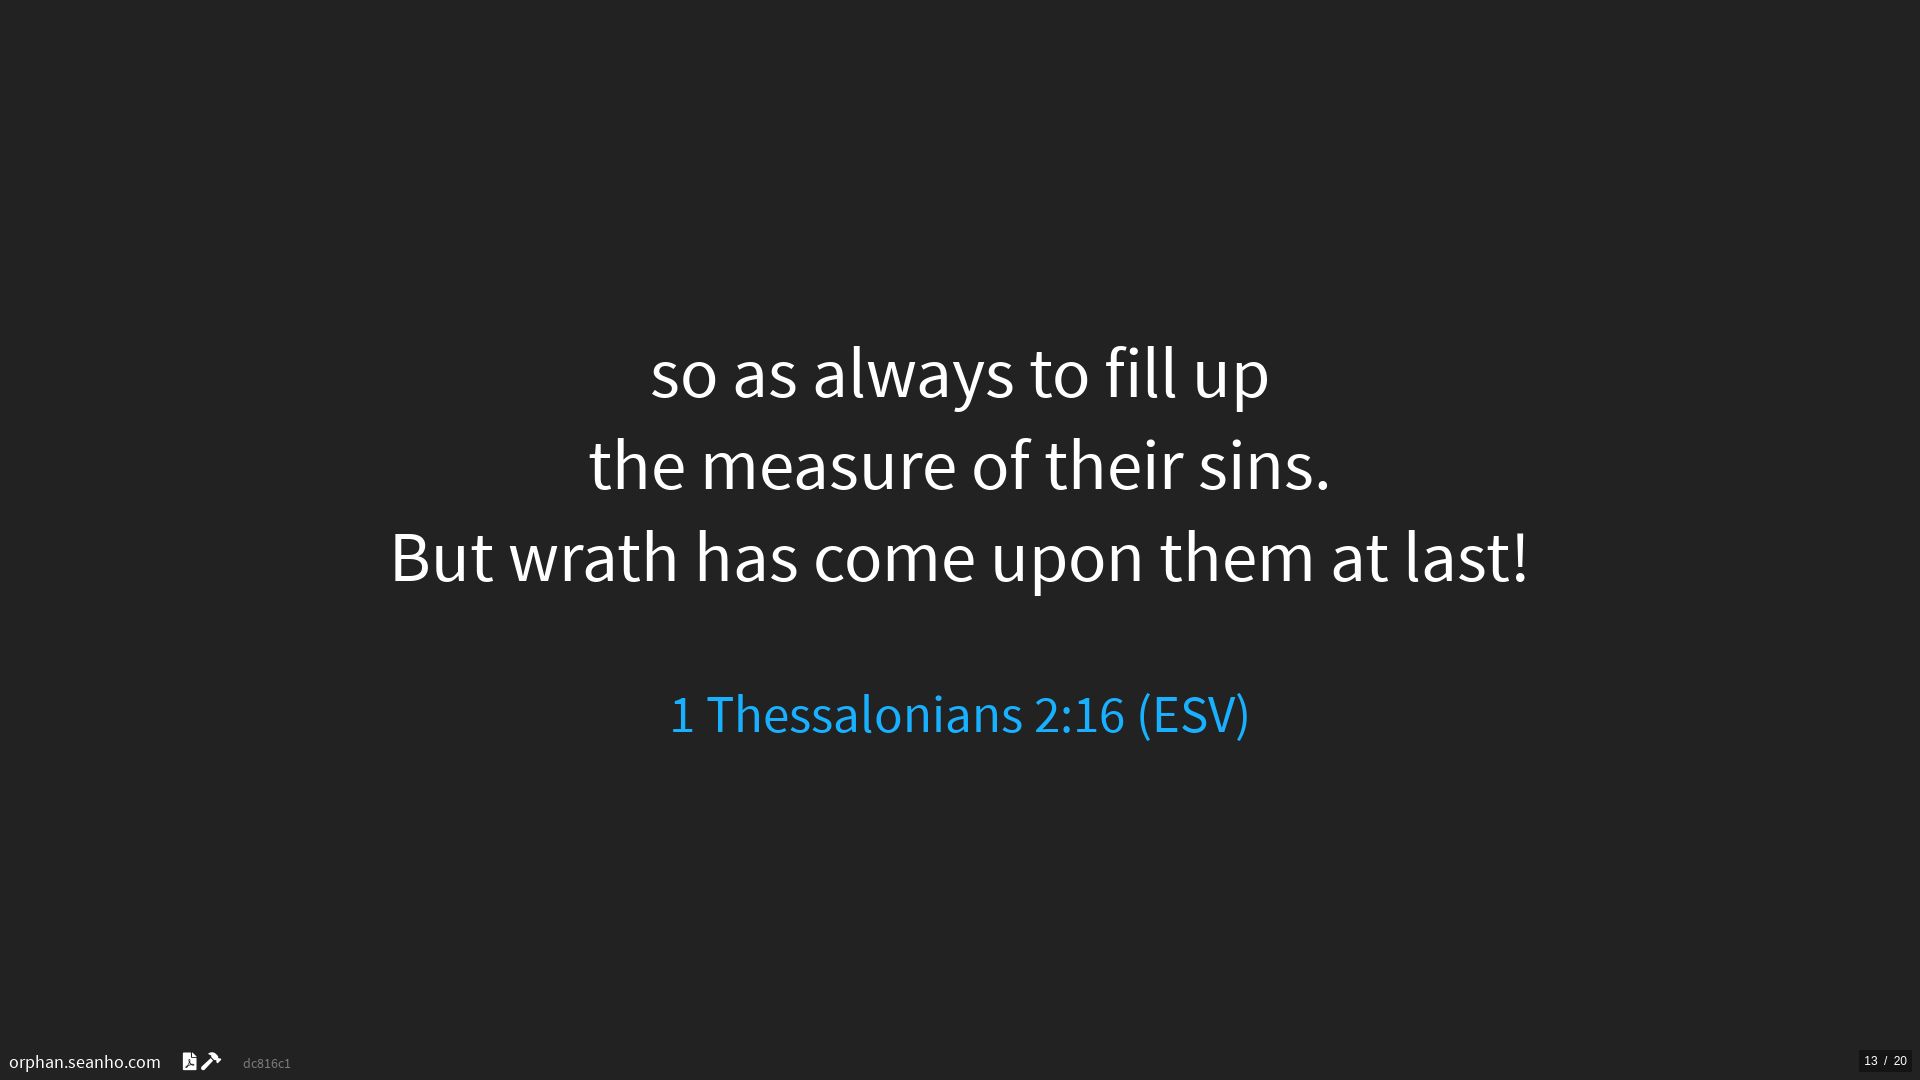 so as always to fill up
the measure of their sins.
But wrath has come upon them at last!
1 Thessalonians 2:16 (ESV)
orphan.seanho.com
dc816c1
13 / 20